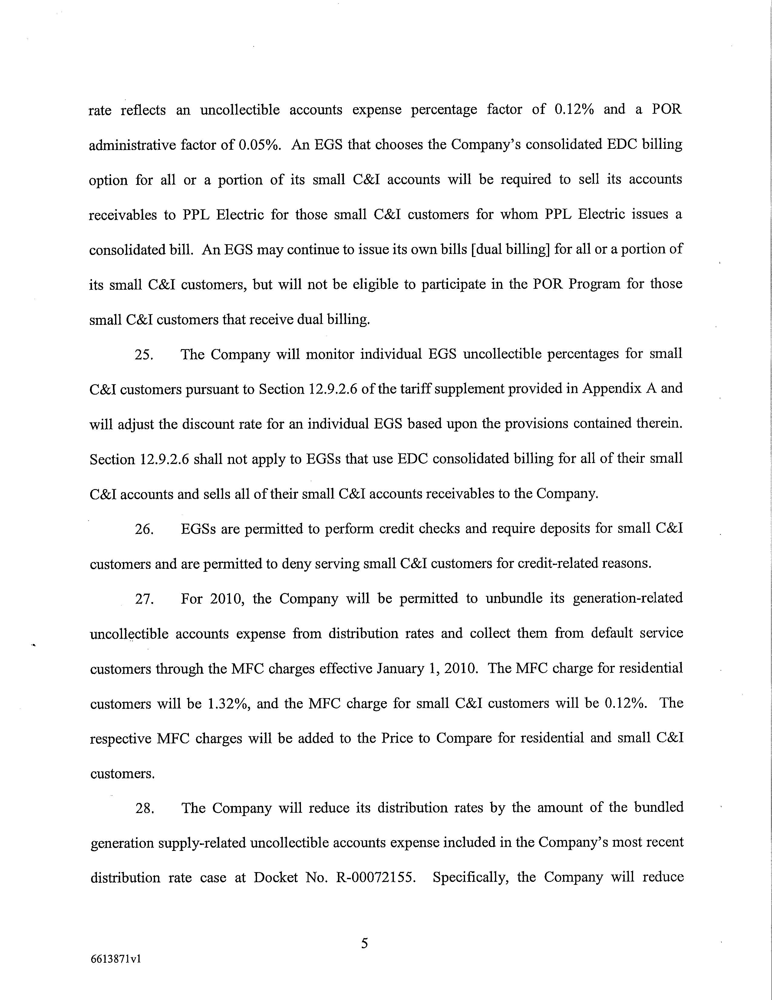 rate reflects an uncollectible accounts expense percentage factor of 0.12% and a POR
administrative factor of 0.05%. An EGS that chooses the Company's consolidated EDC billing
option for all or a portion of its small C&I accounts will be required to sell its accounts
receivables to PPL Electric for those small C&I customers for whom PPL Electric issues a
consolidated bill. An EGS may continue to issue its own bills [dual billing] for all or a portion of
its small C&I customers, but will not be eligible to participate in the POR Program for those
small C&I customers that receive dual billing.
25. The Company will monitor individual EGS uncollectible percentages for small
C&I customers pursuant to Section 12.9.2.6 of the tariff supplement provided in Appendix A and
will adjust the discount rate for an individual EGS based upon the provisions contained therein.
Section 12.9.2.6 shall not apply to EGSs that use EDC consolidated billing for all of their small
C&I accounts and sells all of their small C&I accounts receivables to the Company.
26. EGSs are permitted to perform credit checks and require deposits for small C&I
customers and are permitted to deny serving small C&I customers for credit-related reasons.
27. For 2010, the Company will be permitted to unbundle its generation-related
uncollectible accounts expense from distribution rates and collect them from default service
customers through the MFC charges effective January 1, 2010. The MFC charge for residential
customers will be 1.32%, and the MFC charge for small C&I customers will be 0.12%. The
respective MFC charges will be added to the Price to Compare for residential and small C&I
customers.
28. The Company will reduce its distribution rates by the amount of the bundled
generation supply-related uncollectible accounts expense included in the Company's most recent
distribution rate case at Docket No. R-00072155. Specifically, the Company will reduce
5
6613871v1